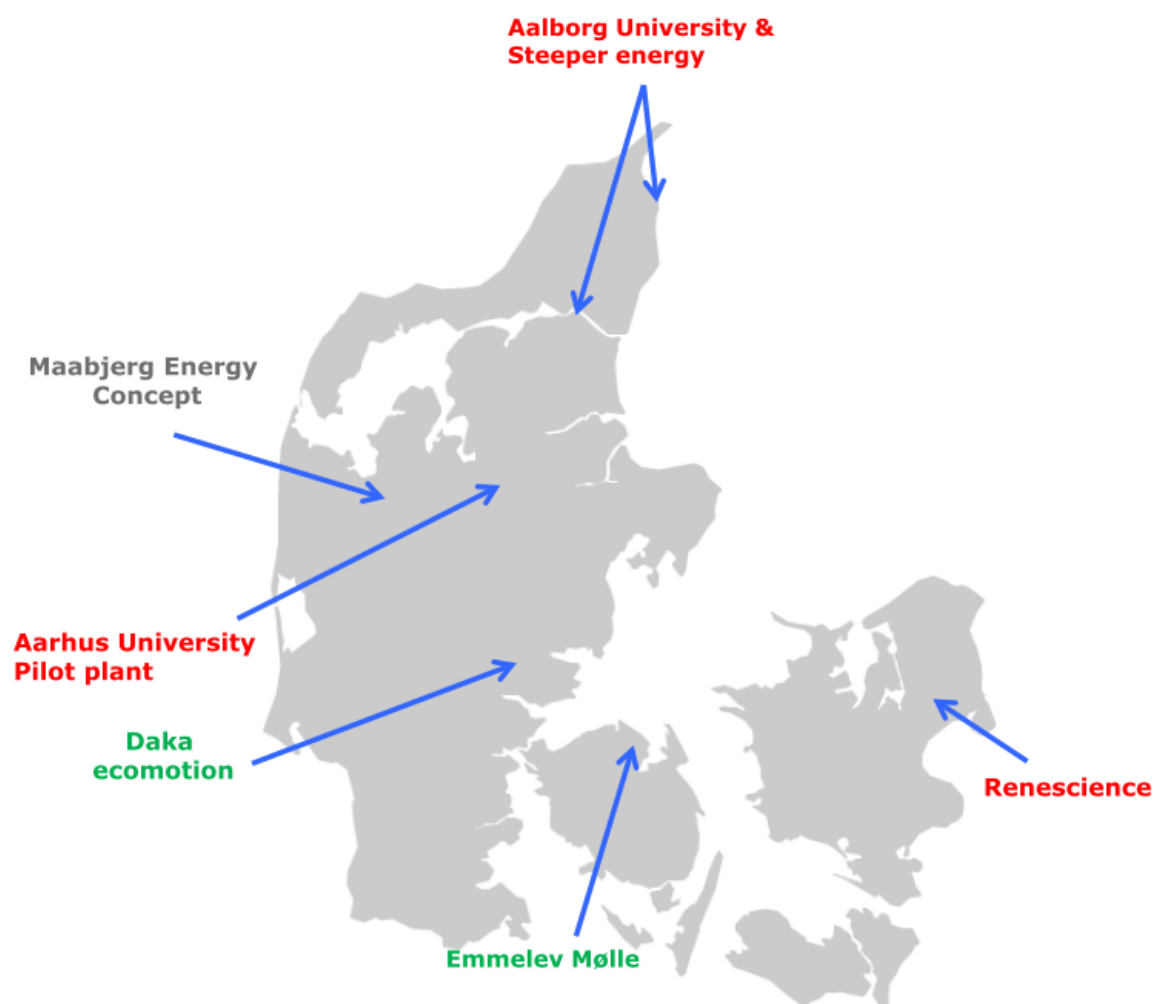 Aalborg University &
Steeper energy
Maabjerg Energy
Concept
Aarhus University
Pilot plant
Daka
ecomotion
Renescience
Emmelev Mølle